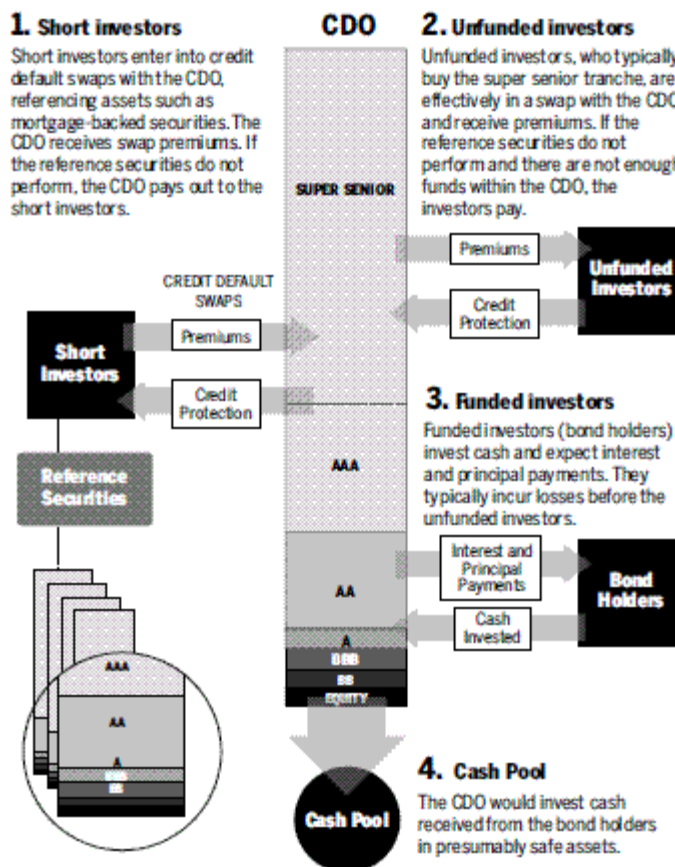 1. Short investors
Short investors enter into credit
default swaps with the CDO,
referencing assets such as
mortgage-backed securities. The
CDO receives swap premiums. If
the reference securities do not
perform, the CDO pays out to the
short investors.
CDO
2. Unfunded investors
Unfunded investors, who typically
buy the super senior tranche, are
effectively in a swap with the CDO
and receive premiums. If the
reference securities do not
perform and there are not enough
funds within the CDO, the
investors pay.
SUPER SENIOR
Premiums
Unfunded
Investors
Credit
Protection
CREDIT DEFAULT
SWAPS
Premiums
Short
Investors
Credit
Protection
3. Funded investors
Funded investors (bond holders)
invest cash and expect interest
and principal payments. They
typically incur losses before the
unfunded investors.
AAA
Reference
Securities
Interest and
Principal
Payments
Bond
Holders
Cash
Invested
AA
A
BBB
BB
EQUITY
AAA
AA
A
BBB
BB
Cash Pool
4. Cash Pool
The CDO would invest cash
received from the bond holders
in presumably safe assets.